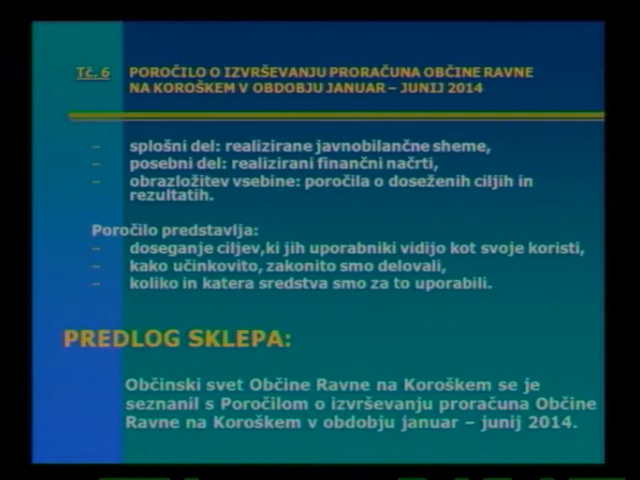 Tč. 6 POROČILO O IZVRŠEVANJU PRORAČUNA OBČINE RAVNE
NA KOROŠKEM V OBDOBJU JANUAR – JUNIJ 2014
– splošni del: realizirane javnobilančne sheme,
– posebni del: realizirani finančni načrti,
– obrazložitev vsebine: poročila o doseženih ciljih in
rezultatih.
Poročilo predstavlja:
– doseganje ciljev,ki jih uporabniki vidijo kot svoje koristi,
– kako učinkovito, zakonito smo delovali,
– koliko in katera sredstva smo za to uporabili.
PREDLOG SKLEPA:
Občinski svet Občine Ravne na Koroškem se je
seznanil s Poročilom o izvrševanju proračuna Občine
Ravne na Koroškem v obdobju januar – junij 2014.